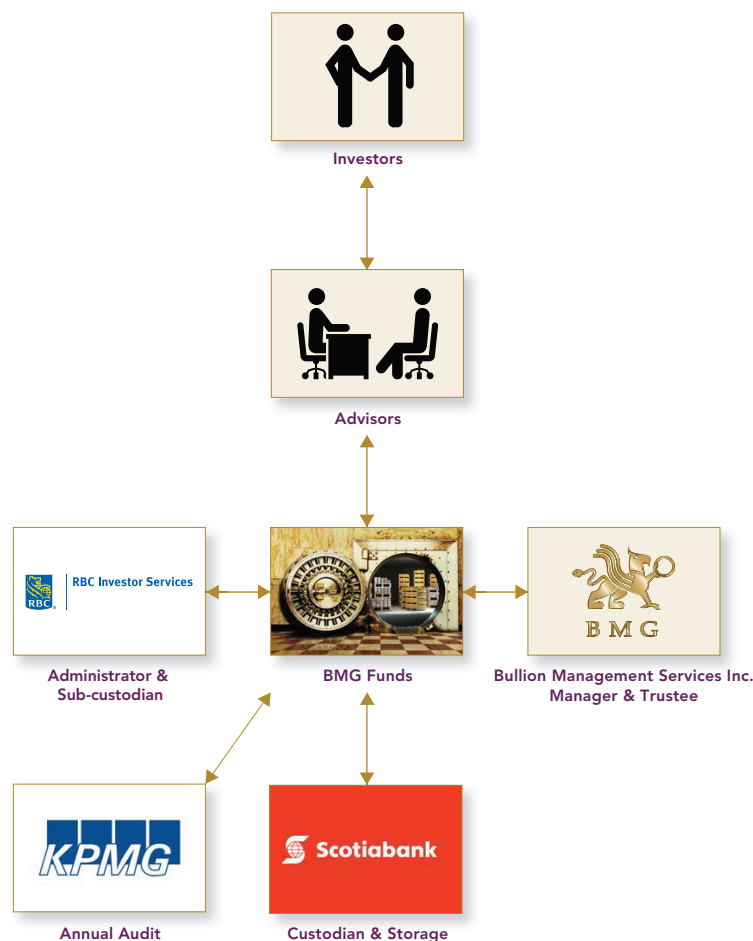 Investors
Advisors
RBC Investor Services
RBC®
BMG
Administrator &
Sub-custodian
BMG Funds
Bullion Management Services Inc.
Manager & Trustee
KPMG
Scotiabank
Annual Audit
Custodian & Storage